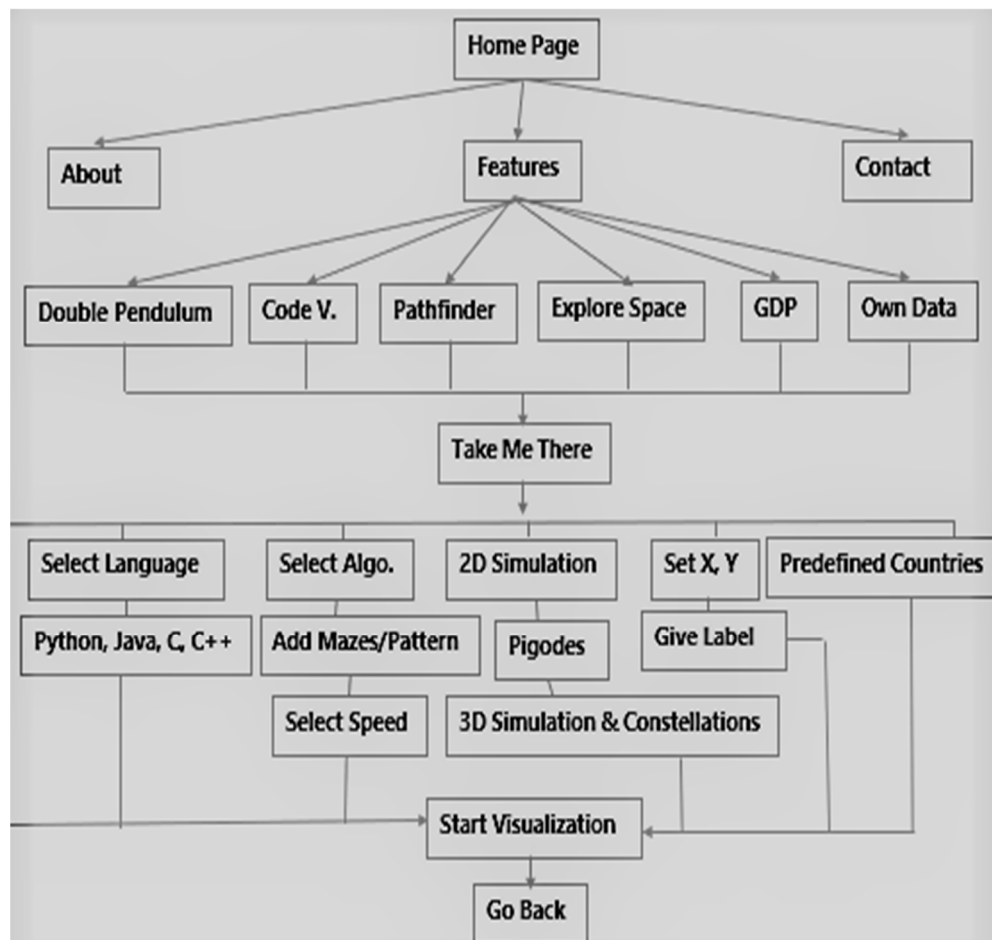 Home Page
About
Features
Contact
Double Pendulum
Code V.
Pathfinder
Explore Space
GDP
Own Data
Take Me There
Select Language
Select Algo.
2D Simulation
Set X, Y
Predefined Countries
Python, Java, C, C++
Add Mazes/Pattern
Pigodes
Give Label
Select Speed
3D Simulation & Constellations
Start Visualization
Go Back